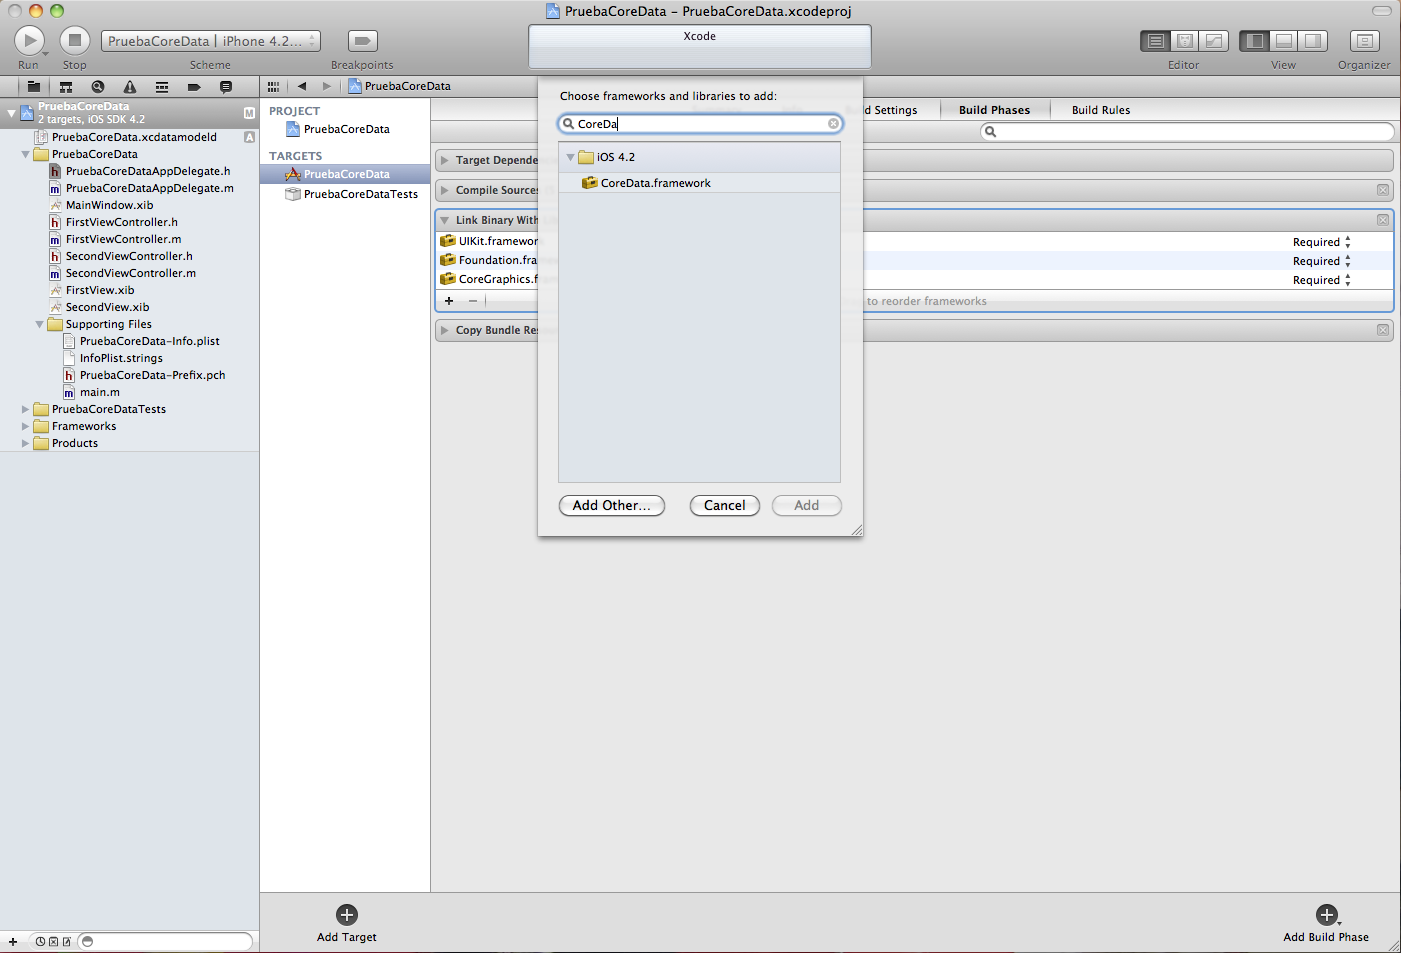 PruebaCoreData – PruebaCoreData.xcodeproj
PruebaCoreData | iPhone 4.2...
Xcode
Run
Stop
Scheme
Breakpoints
Editor
View
Organizer
PruebaCoreData
PruebaCoreData
2 targets, iOS SDK 4.2
M
PruebaCoreData.xcdatamodeld
A
PruebaCoreData
PruebaCoreDataAppDelegate.h
PruebaCoreDataAppDelegate.m
MainWindow.xib
FirstViewController.h
FirstViewController.m
SecondViewController.h
SecondViewController.m
FirstView.xib
SecondView.xib
Supporting Files
PruebaCoreData-Info.plist
InfoPlist.strings
PruebaCoreData-Prefix.pch
main.m
PruebaCoreDataTests
Frameworks
Products
PROJECT
PruebaCoreData
TARGETS
PruebaCoreData
PruebaCoreDataTests
Choose frameworks and libraries to add:
CoreDa
iOS 4.2
CoreData.framework
Add Other...
Cancel
Add
d Settings
Build Phases
Build Rules
Target Depende
Compile Sources
Link Binary With
UIKit.framewor
Required
Foundation.fra
Required
CoreGraphics.f
Required
to reorder frameworks
Copy Bundle Res
Add Target
Add Build Phase